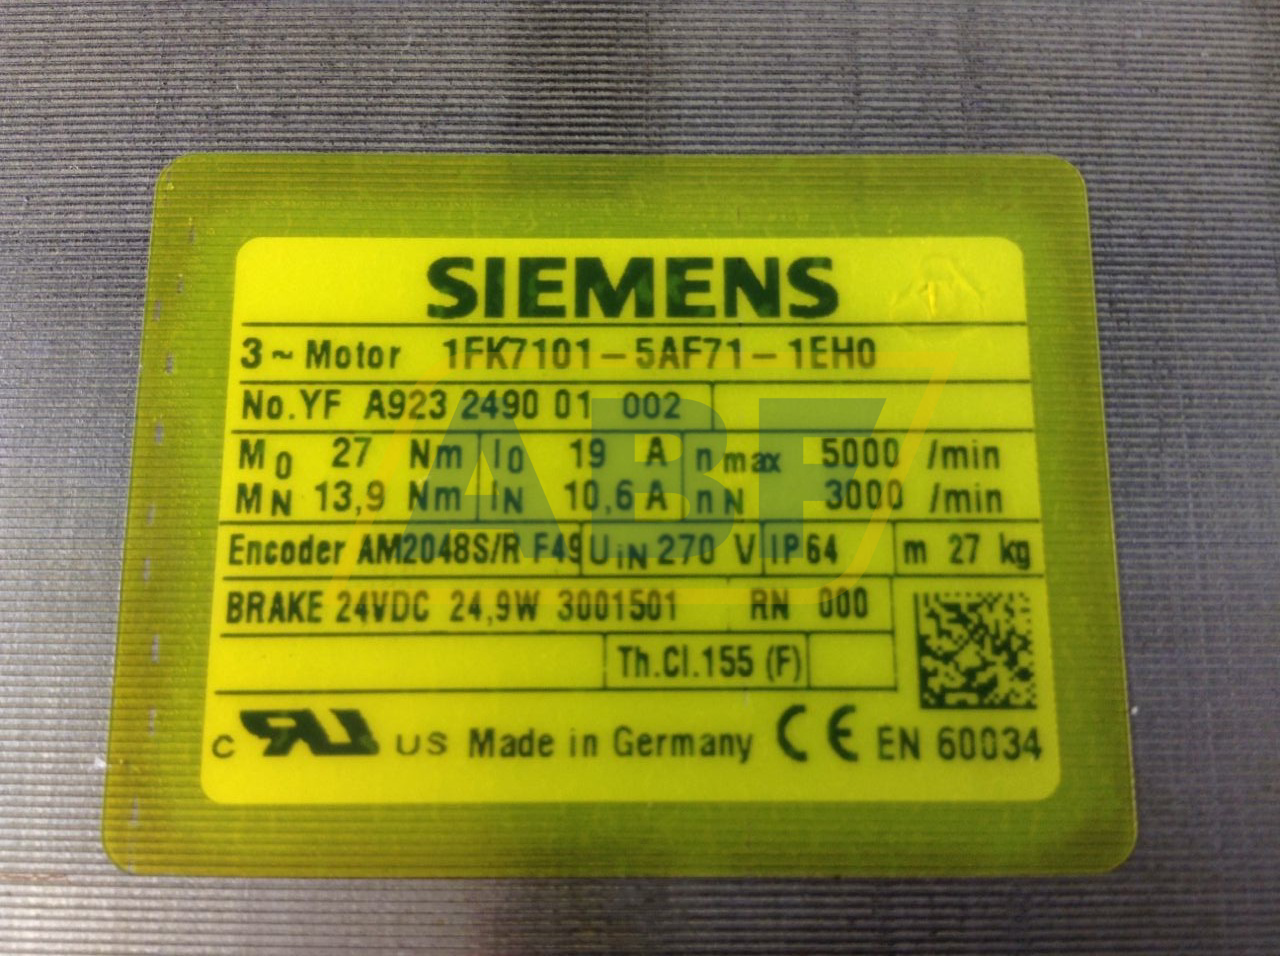 SIEMENS
3~Motor 1FK7101-5AF71-1EH0
No.YF A923 2490 01 002
M0 27 Nm I0 19 A nmax 5000 /min
MN 13,9 Nm IN 10,6 A nN 3000 /min
Encoder AM2048S/R F49 UIN 270 V IP64 m 27 kg
BRAKE 24VDC 24,9W 3001501 RN 000
Th.Cl.155 (F)
C RU US Made in Germany CE EN 60034
ABF